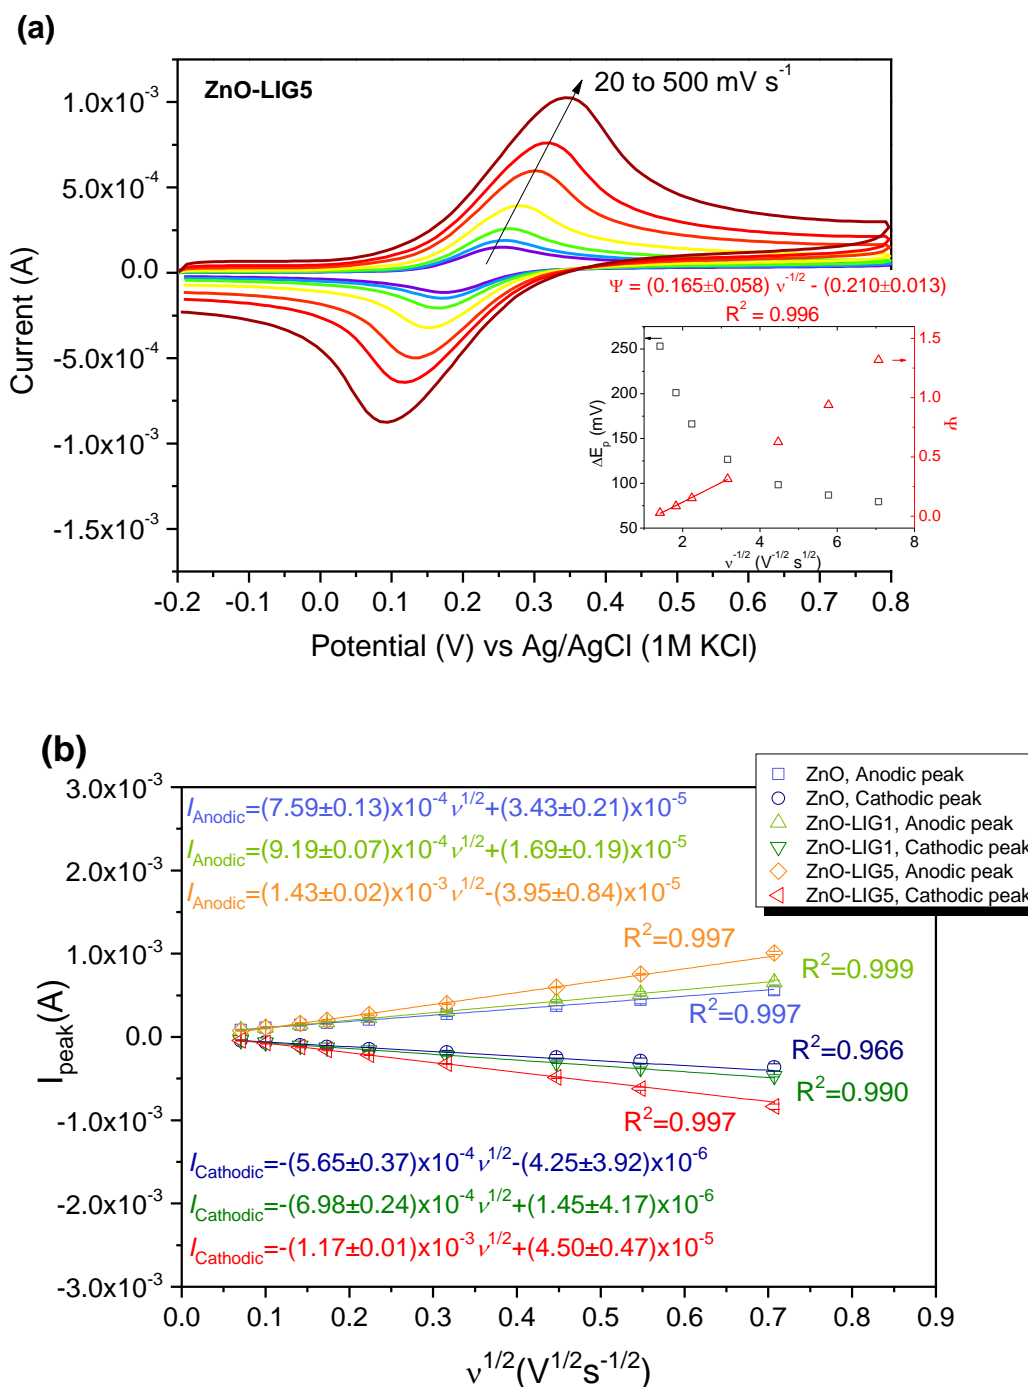 (a)
ZnO-LIG5
20 to 500 mV s⁻¹
1.0x10⁻³
5.0x10⁻⁴
0.0
-5.0x10⁻⁴
-1.0x10⁻³
-1.5x10⁻³
Current (A)
-0.2 -0.1 0.0 0.1 0.2 0.3 0.4 0.5 0.6 0.7 0.8
Potential (V) vs Ag/AgCl (1M KCl)
Ψ = (0.165±0.058) ν⁻¹/² - (0.210±0.013)
R² = 0.996
250
200
150
100
50
ΔEₚ (mV)
1.5
1.0
0.5
0.0
Ψ
2 4 6 8
ν⁻¹/² (V⁻¹/² s¹/²)
(b)
ZnO, Anodic peak
ZnO, Cathodic peak
ZnO-LIG1, Anodic peak
ZnO-LIG1, Cathodic peak
ZnO-LIG5, Anodic peak
ZnO-LIG5, Cathodic peak
3.0x10⁻³
2.0x10⁻³
1.0x10⁻³
0.0
-1.0x10⁻³
-2.0x10⁻³
-3.0x10⁻³
I_peak(A)
I_Anodic=(7.59±0.13)x10⁻⁴ ν¹/²+(3.43±0.21)x10⁻⁵
I_Anodic=(9.19±0.07)x10⁻⁴ ν¹/²+(1.69±0.19)x10⁻⁵
I_Anodic=(1.43±0.02)x10⁻³ ν¹/²-(3.95±0.84)x10⁻⁵
R²=0.997
R²=0.999
R²=0.997
R²=0.966
R²=0.990
R²=0.997
I_Cathodic=-(5.65±0.37)x10⁻⁴ ν¹/²-(4.25±3.92)x10⁻⁶
I_Cathodic=-(6.98±0.24)x10⁻⁴ ν¹/²+(1.45±4.17)x10⁻⁶
I_Cathodic=-(1.17±0.01)x10⁻³ ν¹/²+(4.50±0.47)x10⁻⁵
0.0 0.1 0.2 0.3 0.4 0.5 0.6 0.7 0.8 0.9
ν¹/²(V¹/²s⁻¹/²)